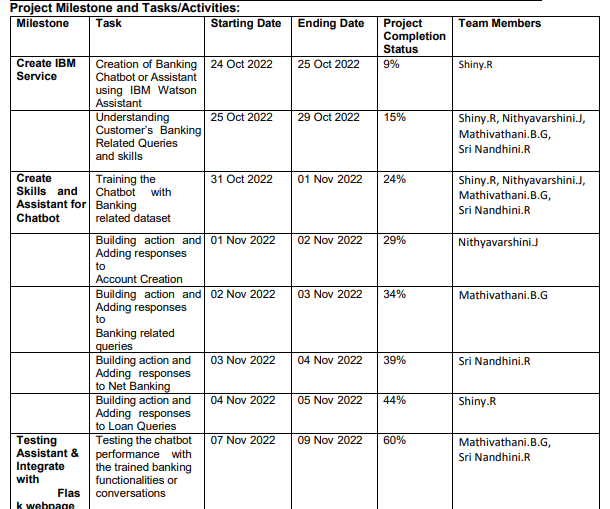 Project Milestone and Tasks/Activities:
Milestone Task Starting Date Ending Date Project Completion Status Team Members
Create IBM Service
Creation of Banking
Chatbot or Assistant
using IBM Watson
Assistant
24 Oct 2022 25 Oct 2022 9% Shiny.R
Understanding
Customer's Banking
Related Queries
and skills
25 Oct 2022 29 Oct 2022 15% Shiny.R, Nithyavarshini.J,
Mathivathani.B.G,
Sri Nandhini.R
Create
Skills and
Assistant for
Chatbot
Training the
Chatbot with
Banking
related dataset
31 Oct 2022 01 Nov 2022 24% Shiny.R, Nithyavarshini.J,
Mathivathani.B.G,
Sri Nandhini.R
Building action and
Adding responses
to
Account Creation
01 Nov 2022 02 Nov 2022 29% Nithyavarshini.J
Building action and
Adding responses
to
Banking related
queries
02 Nov 2022 03 Nov 2022 34% Mathivathani.B.G
Building action and
Adding responses
to Net Banking
03 Nov 2022 04 Nov 2022 39% Sri Nandhini.R
Building action and
Adding responses
to Loan Queries
04 Nov 2022 05 Nov 2022 44% Shiny.R
Testing
Assistant &
Integrate
with
Flas
k webpage
Testing the chatbot
performance with
the trained banking
functionalities or
conversations
07 Nov 2022 09 Nov 2022 60% Mathivathani.B.G,
Sri Nandhini.R